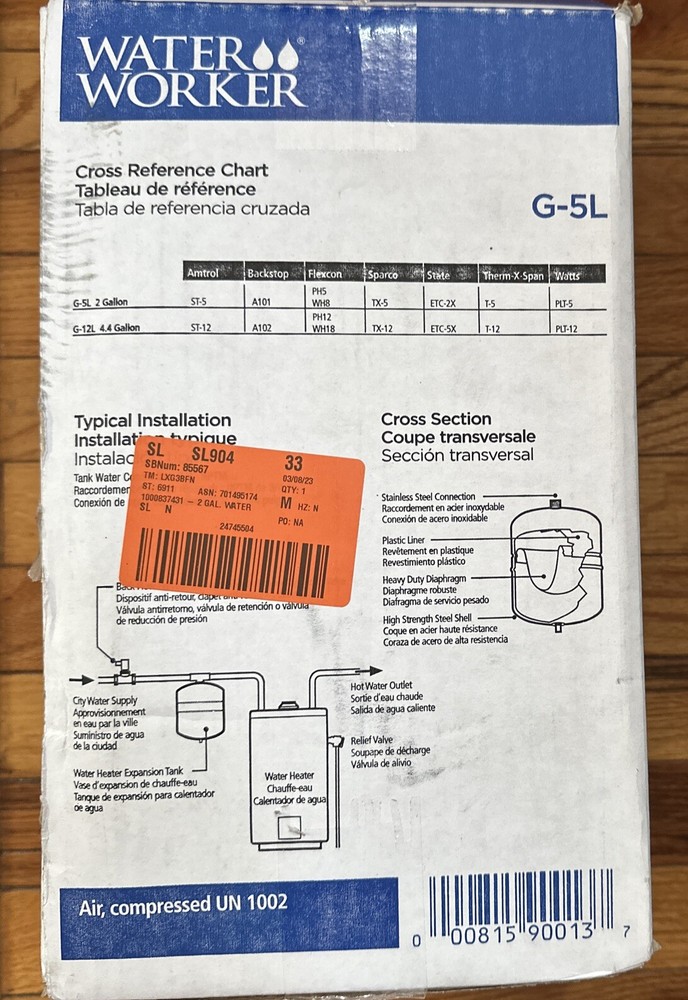 WATER
WORKER®
Cross Reference Chart
Tableau de référence
Tabla de referencia cruzada
G-5L
Amtrol Backstop Flexcon Sparco State Therm-X-Span Watts
G-5L 2 Gallon ST-5 A101 PH5 WH8 TX-5 ETC-2X T-5 PLT-5
G-12L 4.4 Gallon ST-12 A102 PH12 WH18 TX-12 ETC-5X T-12 PLT-12
Typical Installation
typique
Tank Water
SL SL904 33
SBNum: 85567 03/08/23
TM: LXG3BFN QTY: 1
ST: 6911 ASN: 701495174 M HZ: N
1000837431 - 2 GAL. WATER
SL N PO: NA
24745504
Dispositif anti-retour,
Válvula antirretorno, válvula de retención o válvula
de reducción de presión
Cross Section
Coupe transversale
Sección transversal
Stainless Steel Connection
Raccordement en acier inoxydable
Conexión de acero inoxidable
Plastic Liner
Revêtement en plastique
Revestimiento plástico
Heavy Duty Diaphragm
Diaphragme robuste
Diafragma de servicio pesado
High Strength Steel Shell
Coque en acier haute résistance
Coraza de acero de alta resistencia
City Water Supply
Approvisionnement
en eau par la ville
Suministro de agua
de la ciudad
Hot Water Outlet
Sortie d'eau chaude
Salida de agua caliente
Relief Valve
Soupape de décharge
Válvula de alivio
Water Heater Expansion Tank
Vase d'expansion de chauffe-eau
Tanque de expansión para calentador
de agua
Water Heater
Chauffe-eau
Calentador de agua
Air, compressed UN 1002
0 00815 90013 7